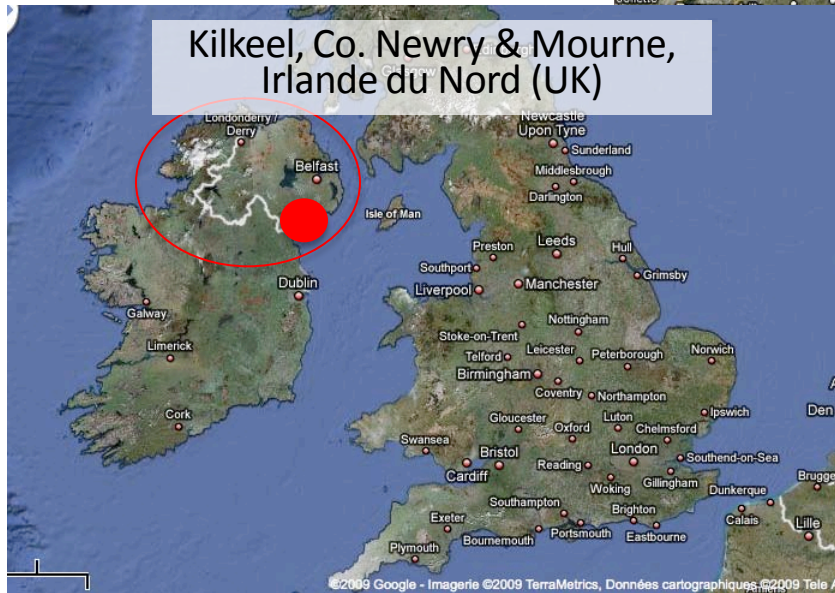 Kilkeel, Co. Newry & Mourne,
Irlande du Nord (UK)
Londonderry /
Derry
Belfast
Newcastle
Upon Tyne
Sunderland
Middlesbrough
Darlington
Isle of Man
Preston
Leeds
Hull
Southport
Grimsby
Liverpool
Manchester
Dublin
Galway
Nottingham
Stoke-on-Trent
Limerick
Telford
Leicester
Peterborough
Norwich
Birmingham
Coventry
Northampton
Cork
Gloucester
Luton
Ipswich
Oxford
Chelmsford
Den
Swansea
Bristol
London
Southend-on-Sea
Cardiff
Reading
Gillingham
Woking
Dunkerque
Brugge
Southampton
Exeter
Brighton
Calais
Bournemouth
Portsmouth
Eastbourne
Lille
Plymouth
©2009 Google - Imagerie ©2009 TerraMetrics, Données cartographiques ©2009 Tele A